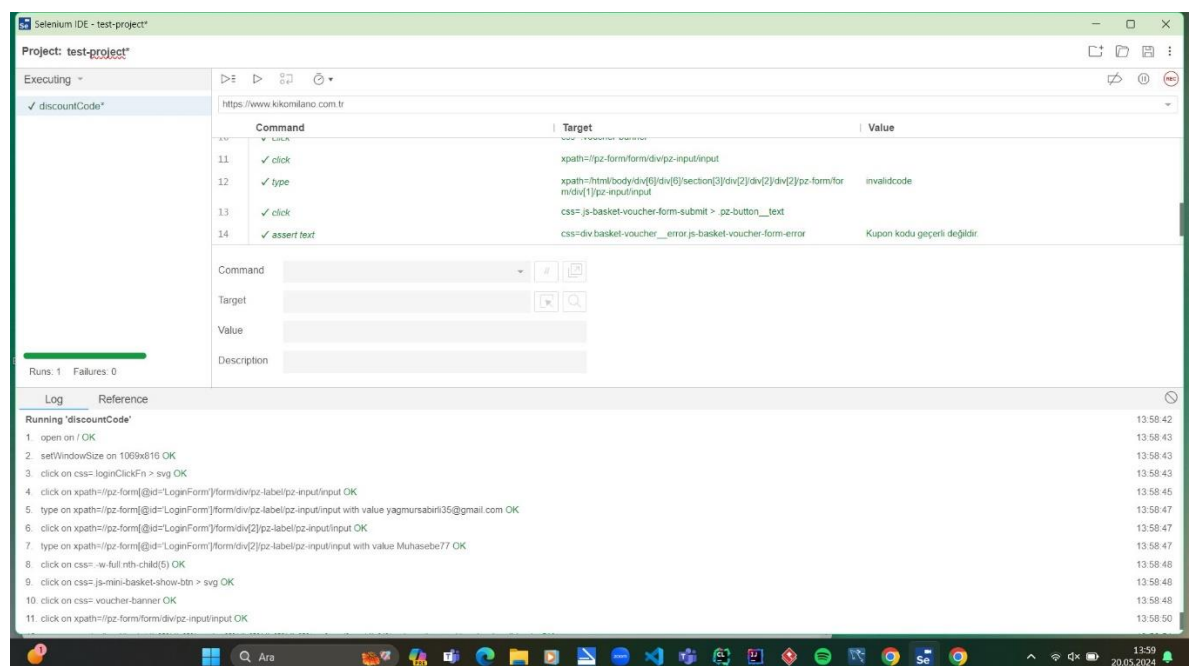 Selenium IDE - test-project*
Project: test-project*
Executing
discountCode*
https://www.kikomilano.com.tr
Command Target Value
10 ✓ click css=.voucher-banner
11 ✓ click xpath=//pz-form/form/div/pz-input/input
12 ✓ type xpath=/html/body/div[6]/div[6]/section[3]/div[2]/div[2]/div[2]/pz-form/for invalidcode
m/div[1]/pz-input/input
13 ✓ click css=.js-basket-voucher-form-submit > .pz-button__text
14 ✓ assert text css=div.basket-voucher__error.js-basket-voucher-form-error Kupon kodu geçerli değildir.
Command
//
Target
Value
Description
Runs: 1 Failures: 0
Log Reference
Running 'discountCode' 13:58:42
1. open on / OK 13:58:43
2. setWindowSize on 1069x816 OK 13:58:43
3. click on css=.loginClickFn > svg OK 13:58:43
4. click on xpath=//pz-form[@id='LoginForm']/form/div/pz-label/pz-input/input OK 13:58:45
5. type on xpath=//pz-form[@id='LoginForm']/form/div/pz-label/pz-input/input with value yagmursabirli35@gmail.com OK 13:58:47
6. click on xpath=//pz-form[@id='LoginForm']/form/div[2]/pz-label/pz-input/input OK 13:58:47
7. type on xpath=//pz-form[@id='LoginForm']/form/div[2]/pz-label/pz-input/input with value Muhasebe77 OK 13:58:47
8. click on css=.-w-full:nth-child(5) OK 13:58:48
9. click on css=.js-mini-basket-show-btn > svg OK 13:58:48
10. click on css=.voucher-banner OK 13:58:48
11. click on xpath=//pz-form/form/div/pz-input/input OK 13:58:50
Ara
13:59
20.05.2024